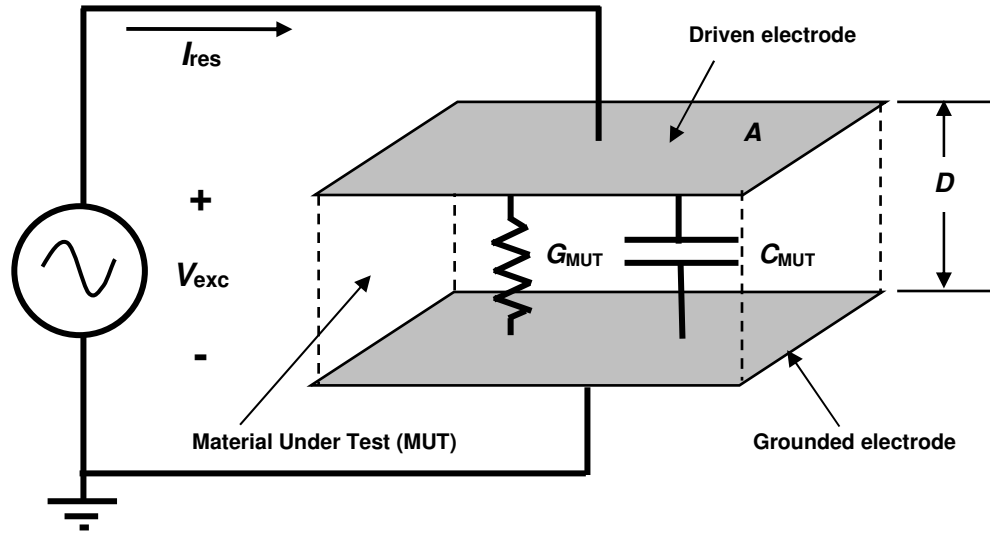 Ires
Driven electrode
A
D
+
Vexc
-
GMUT
CMUT
Material Under Test (MUT)
Grounded electrode